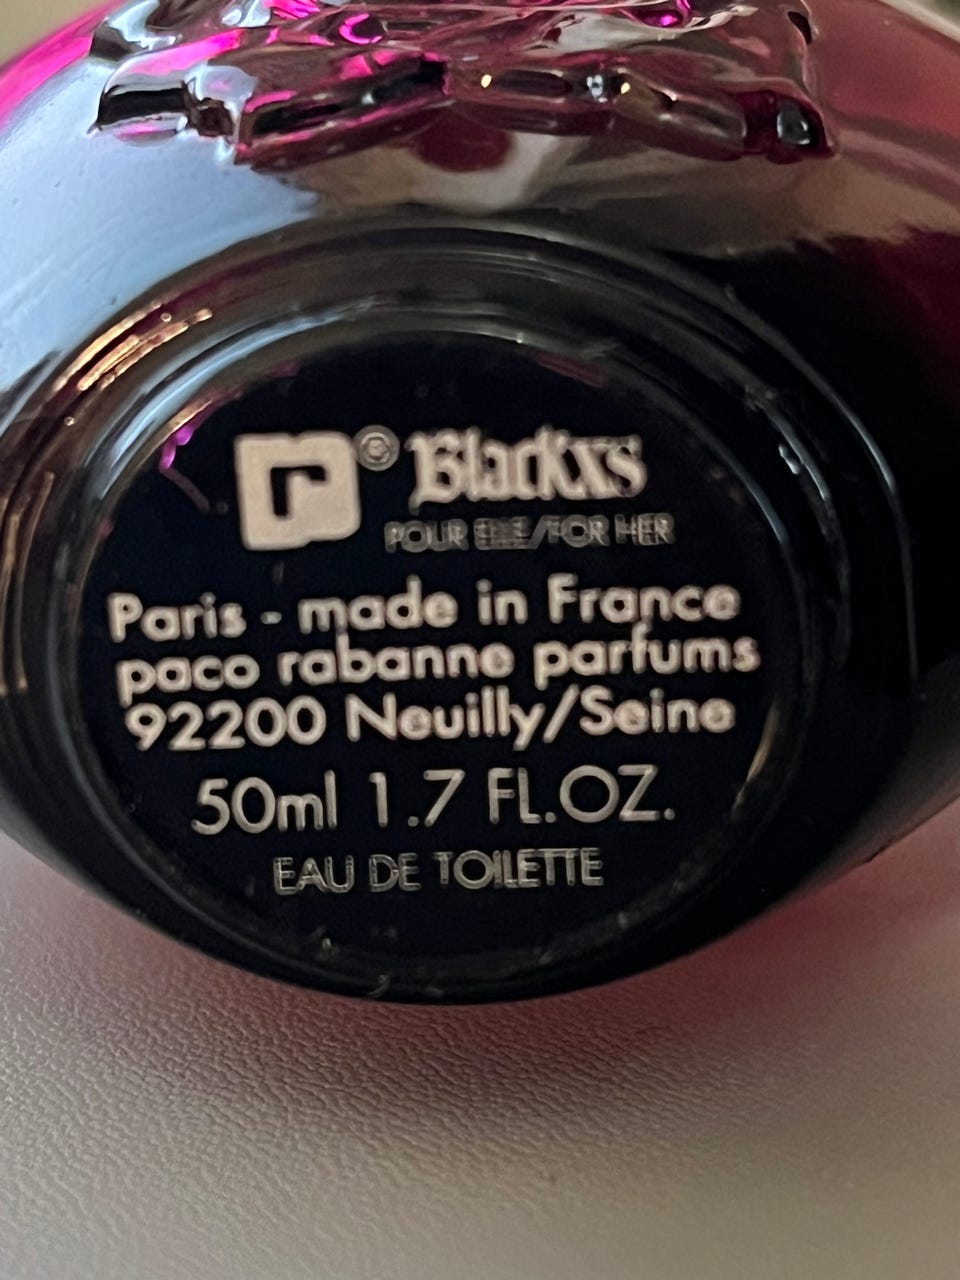 r® Blackxs
POUR ELLE/FOR HER
Paris - made in France
paco rabanne parfums
92200 Neuilly/Seine
50ml 1.7 FL.OZ.
EAU DE TOILETTE